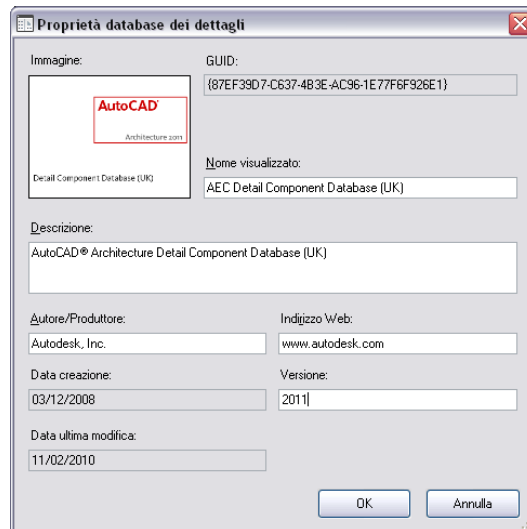 Proprietà database dei dettagli
Immagine:
GUID:
{87EF39D7-C637-4B3E-AC96-1E77F6F926E1}
AutoCAD
Architecture 2011
Detail Component Database (UK)
Nome visualizzato:
AEC Detail Component Database (UK)
Descrizione:
AutoCAD® Architecture Detail Component Database (UK)
Autore/Produttore:
Indirizzo Web:
Autodesk, Inc.
www.autodesk.com
Data creazione:
Versione:
03/12/2008
2011
Data ultima modifica:
11/02/2010
OK
Annulla